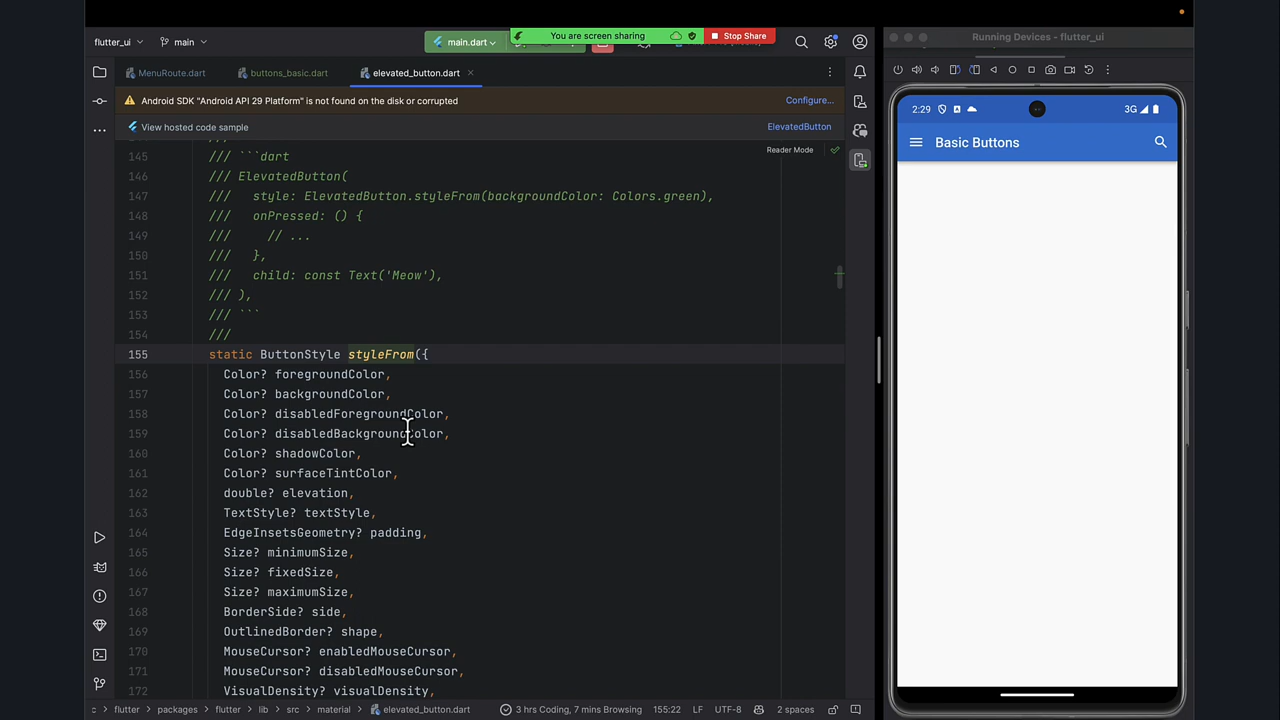 flutter_ui
main
main.dart
You are screen sharing
Stop Share
Running Devices - flutter_ui
MenuRoute.dart
buttons_basic.dart
elevated_button.dart
Android SDK "Android API 29 Platform" is not found on the disk or corrupted
Configure...
View hosted code sample
ElevatedButton
Reader Mode
145 /// ```dart
146 /// ElevatedButton(
147 ///   style: ElevatedButton.styleFrom(backgroundColor: Colors.green),
148 ///   onPressed: () {
149 ///     // ...
150 ///   },
151 ///   child: const Text('Meow'),
152 /// ),
153 /// ```
154 ///
155 static ButtonStyle styleFrom({
156 Color? foregroundColor,
157 Color? backgroundColor,
158 Color? disabledForegroundColor,
159 Color? disabledBackgroundColor,
160 Color? shadowColor,
161 Color? surfaceTintColor,
162 double? elevation,
163 TextStyle? textStyle,
164 EdgeInsetsGeometry? padding,
165 Size? minimumSize,
166 Size? fixedSize,
167 Size? maximumSize,
168 BorderSide? side,
169 OutlinedBorder? shape,
170 MouseCursor? enabledMouseCursor,
171 MouseCursor? disabledMouseCursor,
172 VisualDensity? visualDensity,
c > flutter > packages > flutter > lib > src > material > elevated_button.dart
3 hrs Coding, 7 mins Browsing
155:22
LF
UTF-8
2 spaces
2:29
3G
Basic Buttons